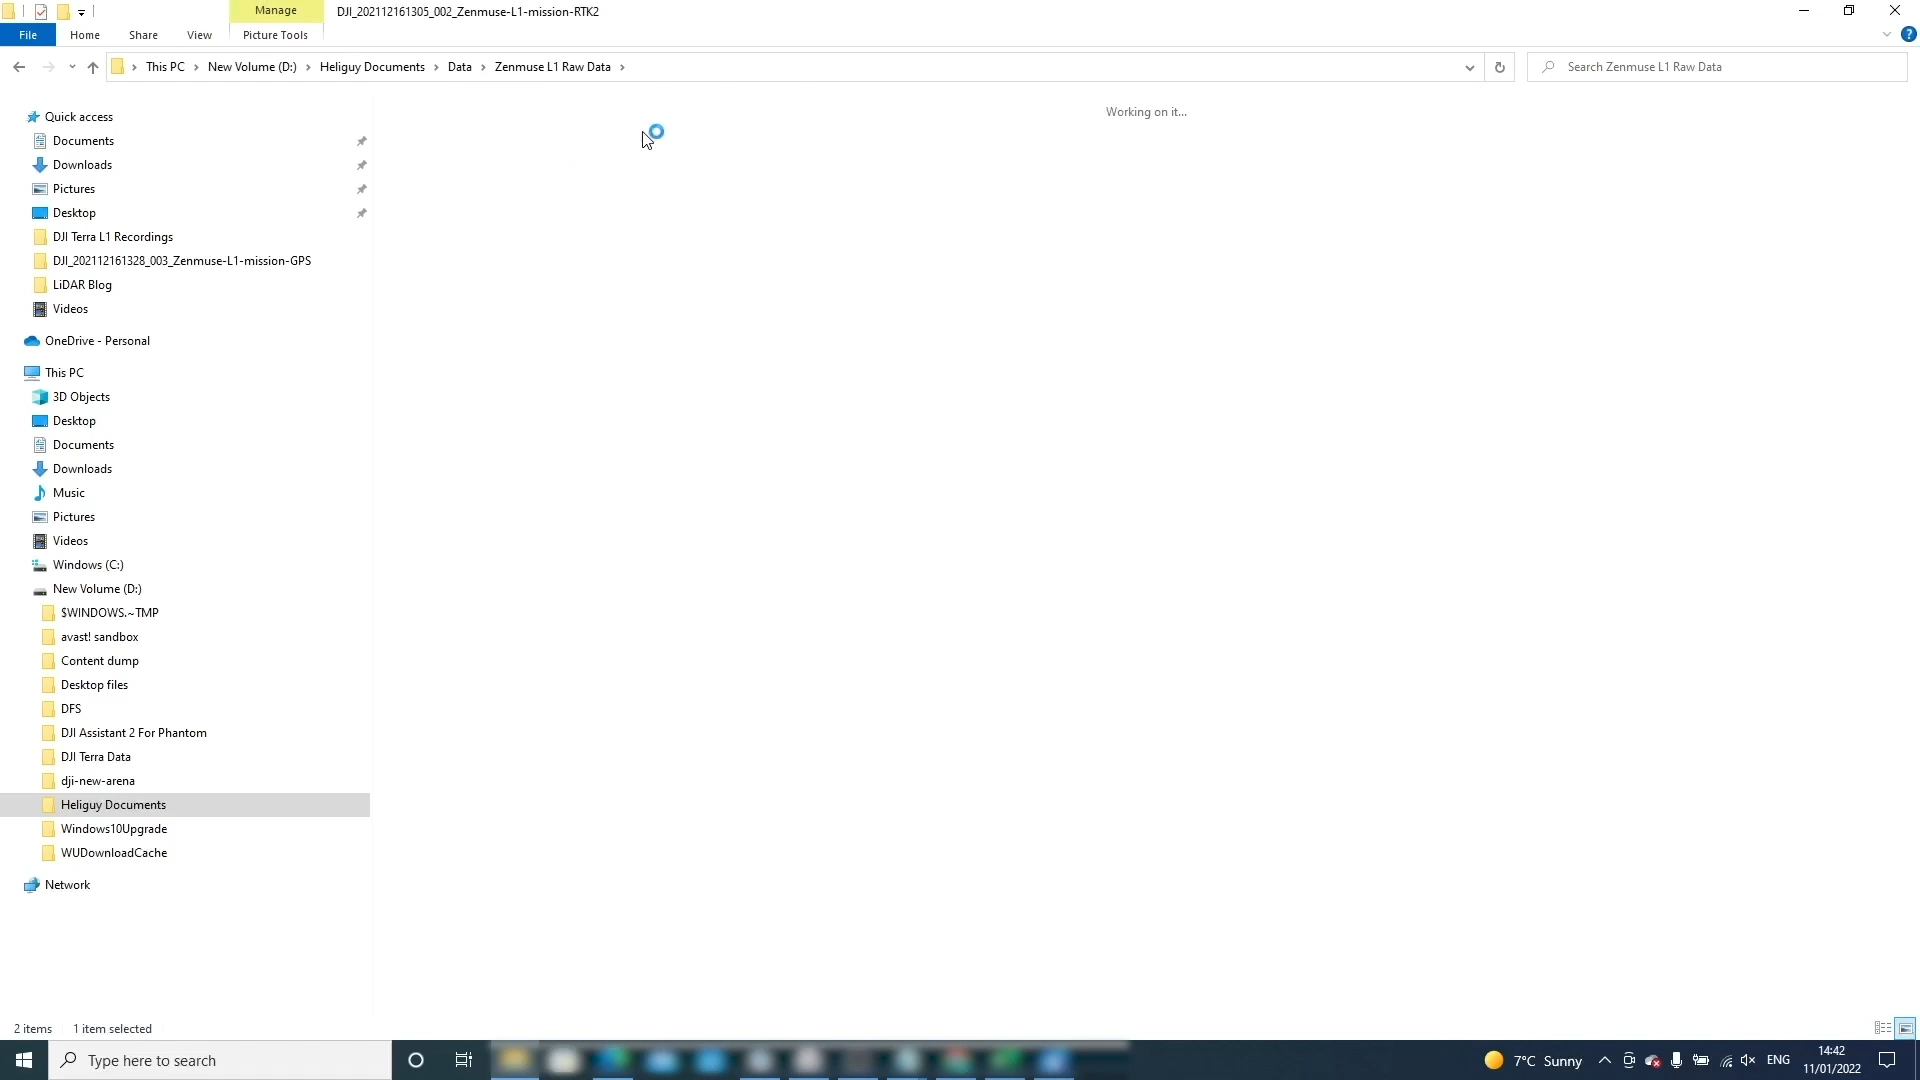 Manage
DJI_202112161305_002_Zenmuse-L1-mission-RTK2
File
Home
Share
View
Picture Tools
This PC
New Volume (D:)
Heliguy Documents
Data
Zenmuse L1 Raw Data
Search Zenmuse L1 Raw Data
Working on it...
Quick access
Documents
Downloads
Pictures
Desktop
DJI Terra L1 Recordings
DJI_202112161328_003_Zenmuse-L1-mission-GPS
LiDAR Blog
Videos
OneDrive - Personal
This PC
3D Objects
Desktop
Documents
Downloads
Music
Pictures
Videos
Windows (C:)
New Volume (D:)
$WINDOWS.~TMP
avast! sandbox
Content dump
Desktop files
DFS
DJI Assistant 2 For Phantom
DJI Terra Data
dji-new-arena
Heliguy Documents
Windows10Upgrade
WUDownloadCache
Network
2 items
1 item selected
Type here to search
7°C Sunny
ENG
14:42
11/01/2022